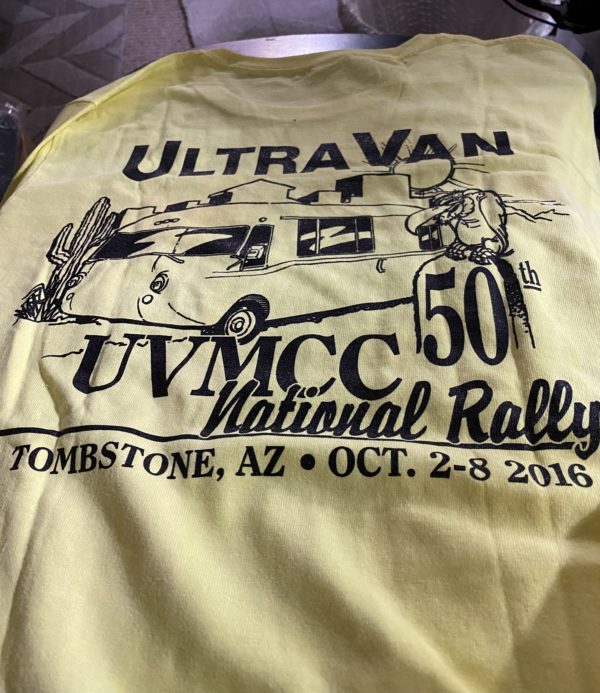 ULTRAVAN
50th
UVMCC
National Rally
TOMBSTONE, AZ • OCT. 2-8 2016